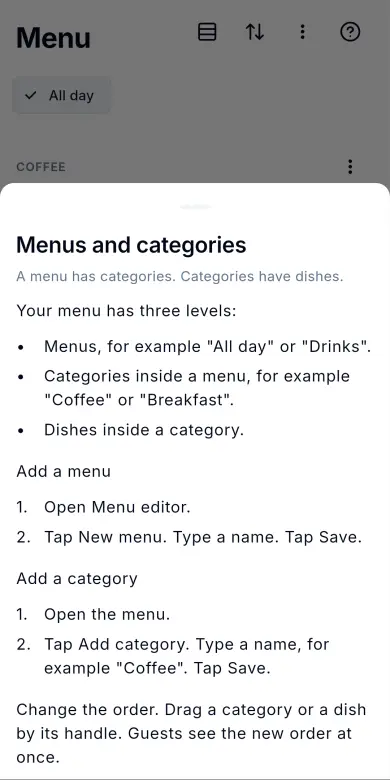 Menu
All day
COFFEE
Menus and categories
A menu has categories. Categories have dishes.
Your menu has three levels:
• Menus, for example "All day" or "Drinks".
• Categories inside a menu, for example
"Coffee" or "Breakfast".
• Dishes inside a category.
Add a menu
1. Open Menu editor.
2. Tap New menu. Type a name. Tap Save.
Add a category
1. Open the menu.
2. Tap Add category. Type a name, for
example "Coffee". Tap Save.
Change the order. Drag a category or a dish
by its handle. Guests see the new order at
once.